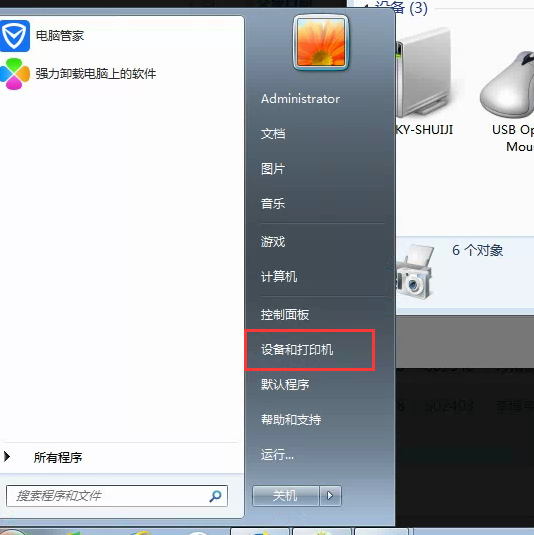 电脑管家
强力卸载电脑上的软件
所有程序
搜索程序和文件
Administrator
文档
图片
音乐
游戏
计算机
控制面板
设备和打印机
默认程序
帮助和支持
运行...
关机
设备 (3)
KY-SHUIJI
USB Op
Mou
6 个对象
502403